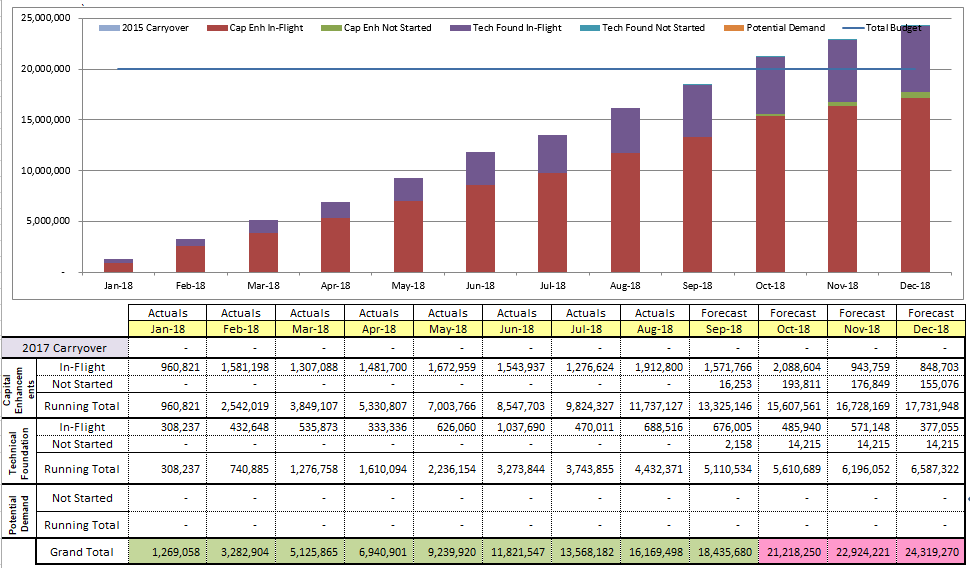 25,000,000
2015 Carryover Cap Enh In-Flight Cap Enh Not Started Tech Found In-Flight Tech Found Not Started Potential Demand Total Budget
20,000,000
15,000,000
10,000,000
5,000,000
-
Jan-18 Feb-18 Mar-18 Apr-18 May-18 Jun-18 Jul-18 Aug-18 Sep-18 Oct-18 Nov-18 Dec-18
Actuals Actuals Actuals Actuals Actuals Actuals Actuals Actuals Forecast Forecast Forecast Forecast
Jan-18 Feb-18 Mar-18 Apr-18 May-18 Jun-18 Jul-18 Aug-18 Sep-18 Oct-18 Nov-18 Dec-18
2017 Carryover - - - - - - - - - - - -
Capital Enhancements
In-Flight 960,821 1,581,198 1,307,088 1,481,700 1,672,959 1,543,937 1,276,624 1,912,800 1,571,766 2,088,604 943,759 848,703
Not Started - - - - - - - - 16,253 193,811 176,849 155,076
Running Total 960,821 2,542,019 3,849,107 5,330,807 7,003,766 8,547,703 9,824,327 11,737,127 13,325,146 15,607,561 16,728,169 17,731,948
Technical Foundation
In-Flight 308,237 432,648 535,873 333,336 626,060 1,037,690 470,011 688,516 676,005 485,940 571,148 377,055
Not Started - - - - - - - - 2,158 14,215 14,215 14,215
Running Total 308,237 740,885 1,276,758 1,610,094 2,236,154 3,273,844 3,743,855 4,432,371 5,110,534 5,610,689 6,196,052 6,587,322
Potential Demand
Not Started - - - - - - - - - - - -
Running Total - - - - - - - - - - - -
Grand Total 1,269,058 3,282,904 5,125,865 6,940,901 9,239,920 11,821,547 13,568,182 16,169,498 18,435,680 21,218,250 22,924,221 24,319,270